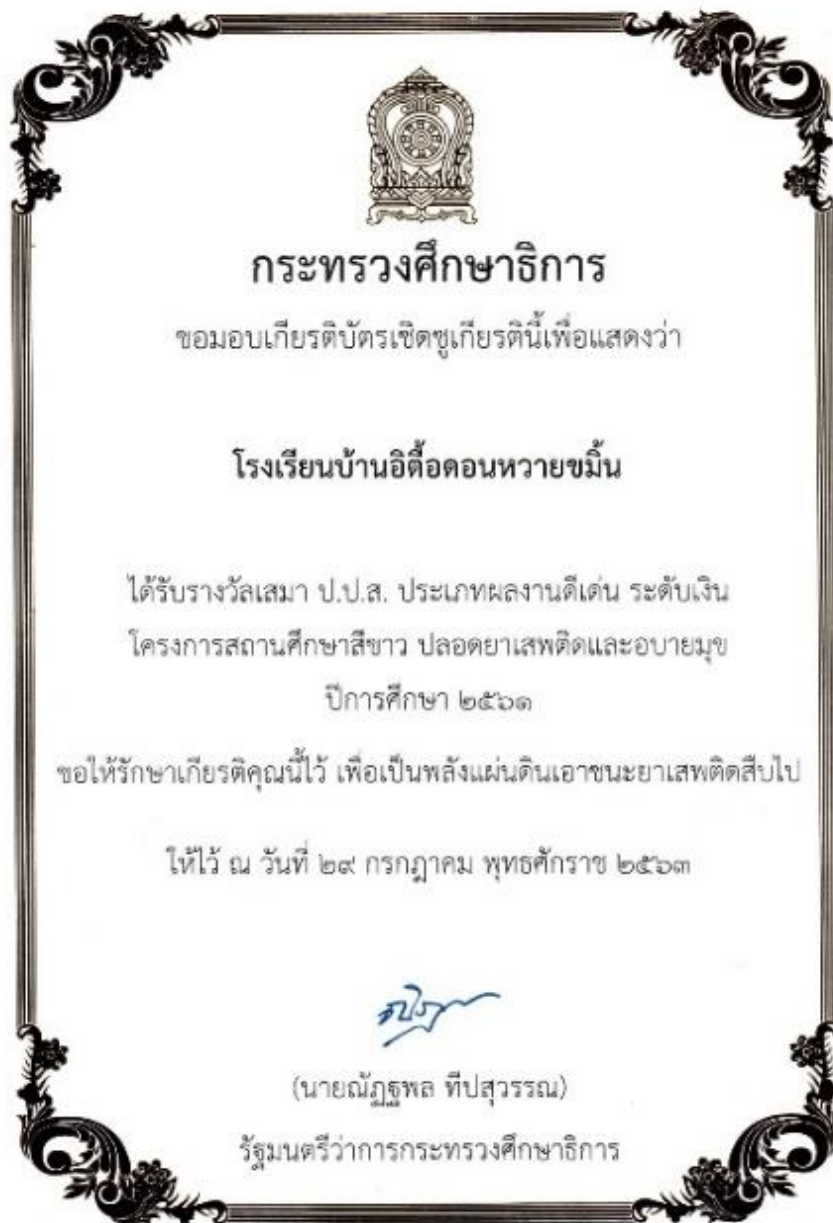 กระทรวงศึกษาธิการ
ขอมอบเกียรติบัตรเชิดชูเกียรตินี้เพื่อแสดงว่า
โรงเรียนบ้านอิตื้อดอนหวายขมิ้น
ได้รับรางวัลเสมา ป.ป.ส. ประเภทผลงานดีเด่น ระดับเงิน
โครงการสถานศึกษาสีขาว ปลอดยาเสพติดและอบายมุข
ปีการศึกษา ๒๕๖๑
ขอให้รักษาเกียรติคุณนี้ไว้ เพื่อเป็นพลังแผ่นดินเอาชนะยาเสพติดสืบไป
ให้ไว้ ณ วันที่ ๒๙ กรกฎาคม พุทธศักราช ๒๕๖๓
(นายณัฏฐพล ทีปสุวรรณ)
รัฐมนตรีว่าการกระทรวงศึกษาธิการ